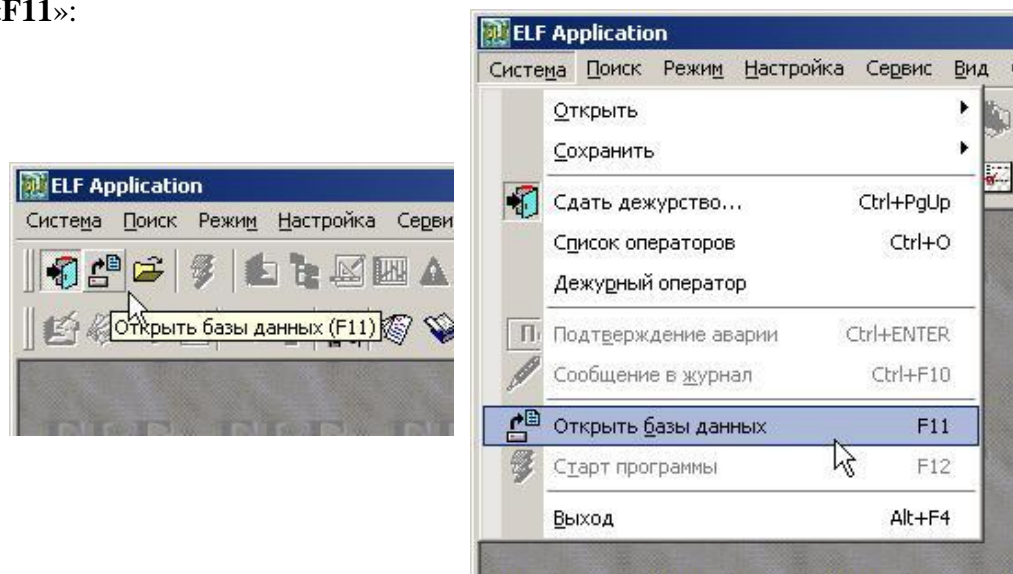 F11»:
ELF Application
Система Поиск Режим Настройка Серви
Открыть базы данных (F11)
ELF Application
Система Поиск Режим Настройка Сервис Вид
Открыть
Сохранить
Сдать дежурство... Ctrl+PgUp
Список операторов Ctrl+O
Дежурный оператор
Подтверждение аварии Ctrl+ENTER
Сообщение в журнал Ctrl+F10
Открыть базы данных F11
Старт программы F12
Выход Alt+F4